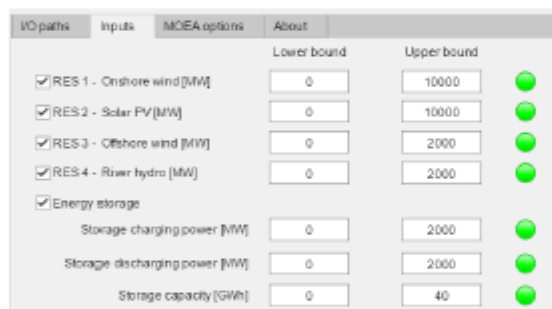 I/O paths Inputs MOEA options About
Lower bound Upper bound
RES 1 - Onshore wind [MW] 0 10000
RES 2 - Solar PV [MW] 0 10000
RES 3 - Offshore wind [MW] 0 2000
RES 4 - River hydro [MW] 0 2000
Energy storage
Storage charging power [MW] 0 2000
Storage discharging power [MW] 0 2000
Storage capacity [GWh] 0 40